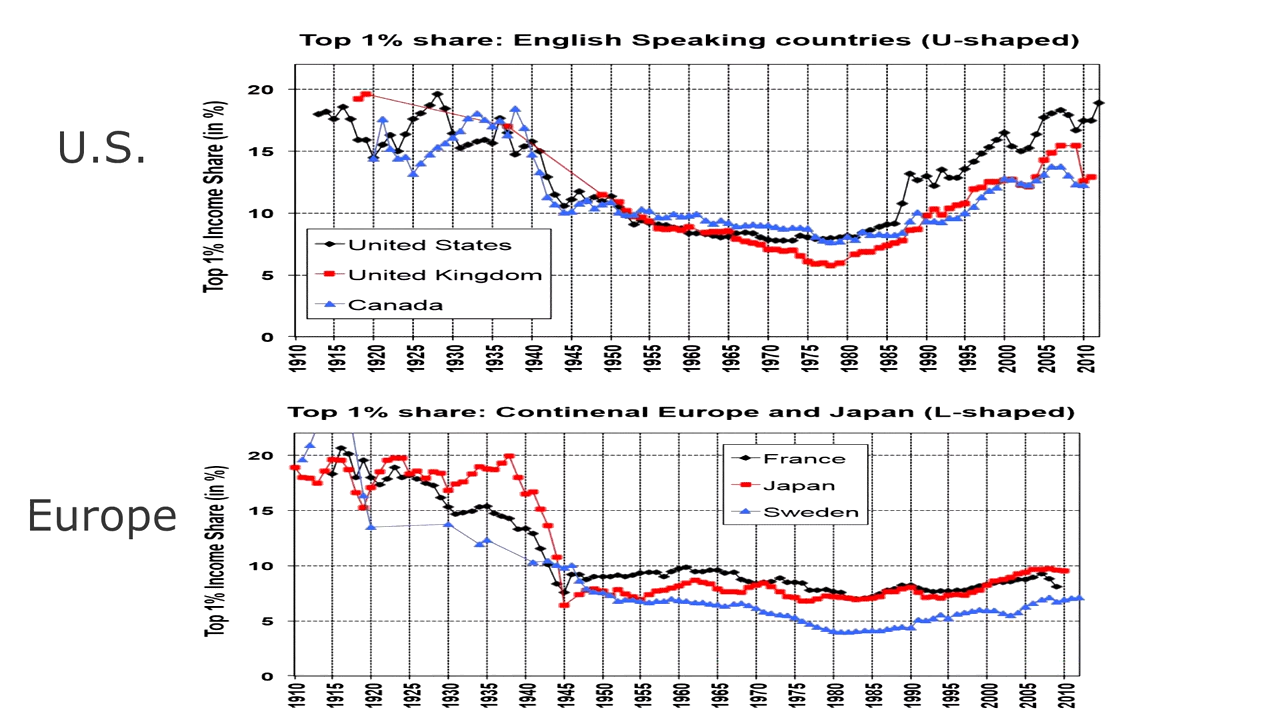 Top 1% share: English Speaking countries (U-shaped)
U.S.
Top 1% Income Share (in %)
20
15
10
5
0
United States
United Kingdom
Canada
1910 1915 1920 1925 1930 1935 1940 1945 1950 1955 1960 1965 1970 1975 1980 1985 1990 1995 2000 2005 2010
Top 1% share: Continenal Europe and Japan (L-shaped)
Europe
Top 1% Income Share (in %)
20
15
10
5
0
France
Japan
Sweden
1910 1915 1920 1925 1930 1935 1940 1945 1950 1955 1960 1965 1970 1975 1980 1985 1990 1995 2000 2005 2010